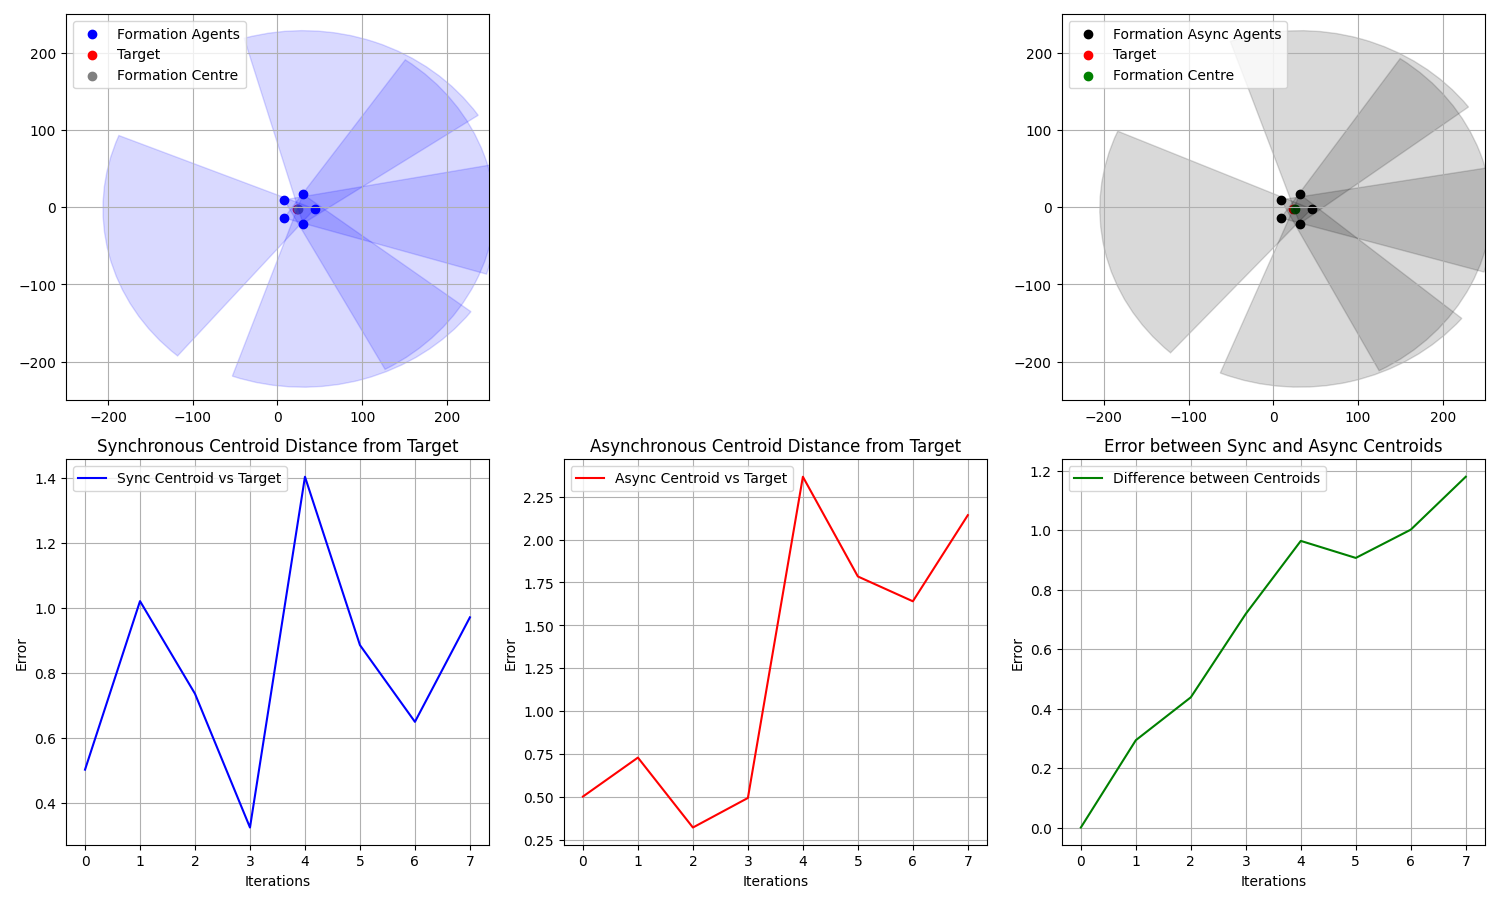 Formation Agents
Target
Formation Centre
200
100
0
−100
−200
−200 −100 0 100 200
Formation Async Agents
Target
Formation Centre
200
100
0
−100
−200
−200 −100 0 100 200
Synchronous Centroid Distance from Target
Sync Centroid vs Target
1.4
1.2
1.0
0.8
0.6
0.4
Error
0 1 2 3 4 5 6 7
Iterations
Asynchronous Centroid Distance from Target
Async Centroid vs Target
2.25
2.00
1.75
1.50
1.25
1.00
0.75
0.50
0.25
Error
0 1 2 3 4 5 6 7
Iterations
Error between Sync and Async Centroids
Difference between Centroids
1.2
1.0
0.8
0.6
0.4
0.2
0.0
Error
0 1 2 3 4 5 6 7
Iterations